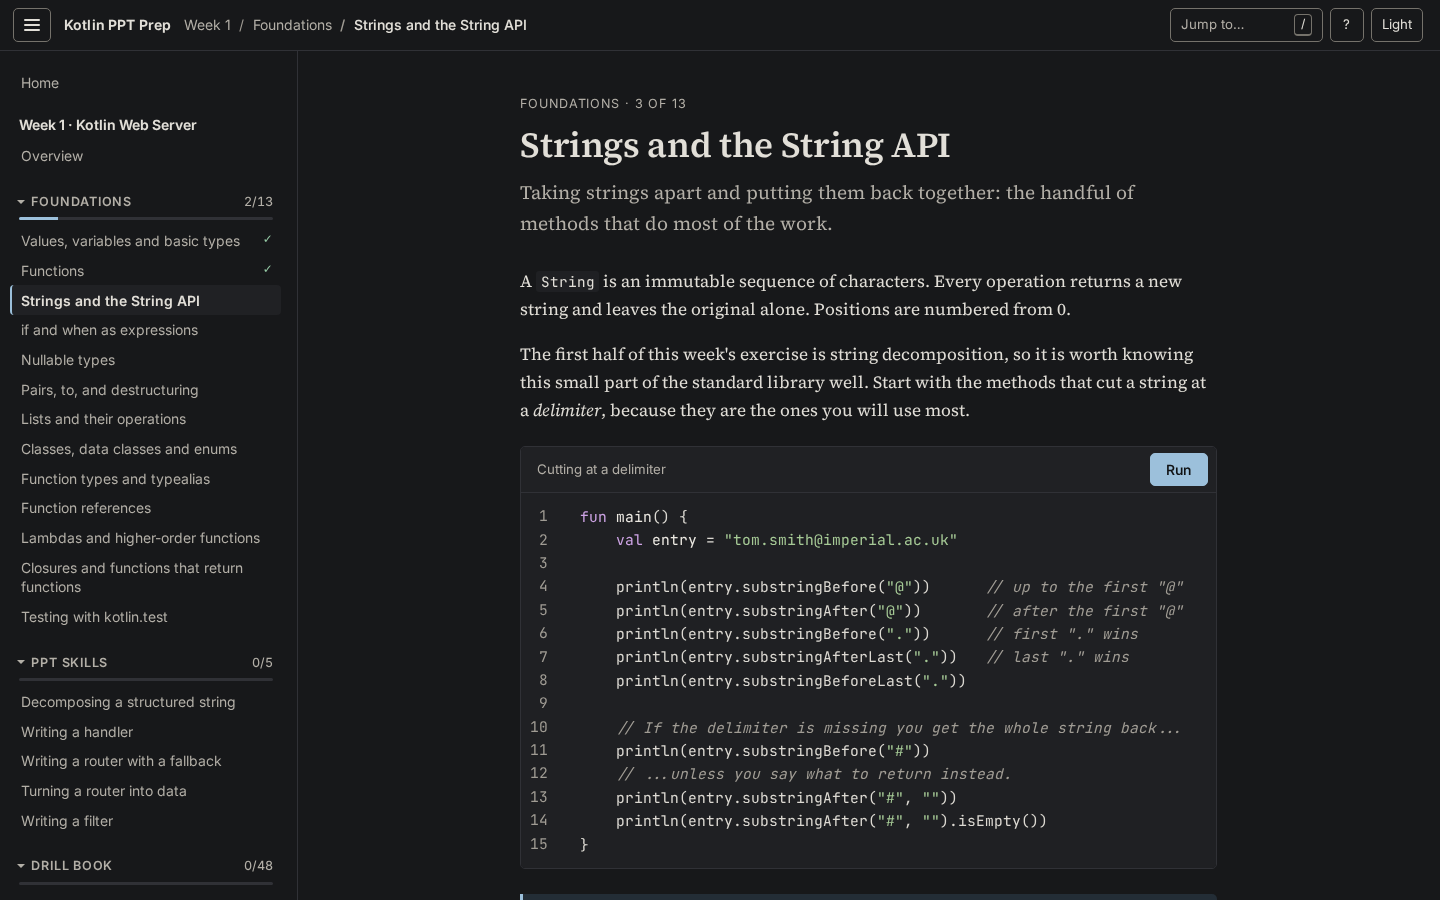 Kotlin PPT Prep Week 1 / Foundations / Strings and the String API Jump to... / ? Light
Home
Week 1 · Kotlin Web Server
Overview
FOUNDATIONS 2/13
Values, variables and basic types ✓
Functions ✓
Strings and the String API
if and when as expressions
Nullable types
Pairs, to, and destructuring
Lists and their operations
Classes, data classes and enums
Function types and typealias
Function references
Lambdas and higher-order functions
Closures and functions that return
functions
Testing with kotlin.test
PPT SKILLS 0/5
Decomposing a structured string
Writing a handler
Writing a router with a fallback
Turning a router into data
Writing a filter
DRILL BOOK 0/48
FOUNDATIONS · 3 OF 13
Strings and the String API
Taking strings apart and putting them back together: the handful of
methods that do most of the work.
A String is an immutable sequence of characters. Every operation returns a new
string and leaves the original alone. Positions are numbered from 0.
The first half of this week's exercise is string decomposition, so it is worth knowing
this small part of the standard library well. Start with the methods that cut a string at
a delimiter, because they are the ones you will use most.
Cutting at a delimiter Run
1 fun main() {
2     val entry = "tom.smith@imperial.ac.uk"
3
4     println(entry.substringBefore("@"))      // up to the first "@"
5     println(entry.substringAfter("@"))       // after the first "@"
6     println(entry.substringBefore("."))      // first "." wins
7     println(entry.substringAfterLast("."))   // last "." wins
8     println(entry.substringBeforeLast("."))
9
10     // If the delimiter is missing you get the whole string back...
11     println(entry.substringBefore("#"))
12     // ...unless you say what to return instead.
13     println(entry.substringAfter("#", ""))
14     println(entry.substringAfter("#", "").isEmpty())
15 }